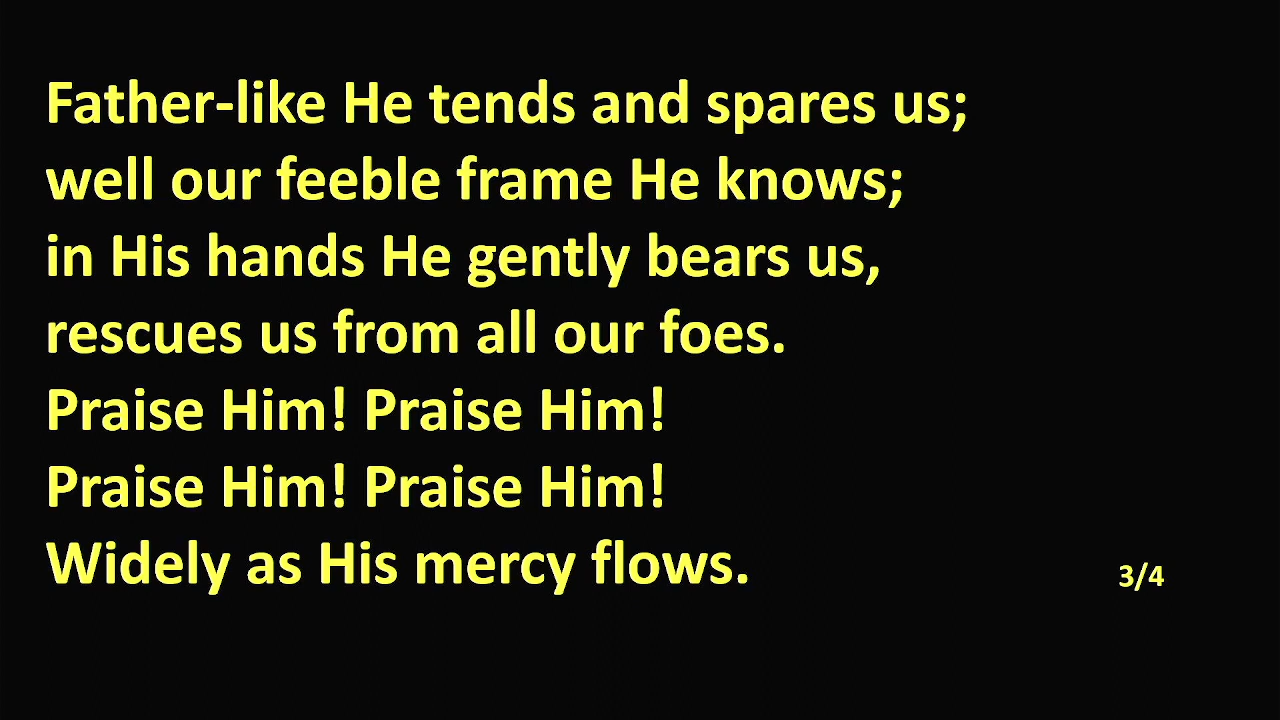 Father-like He tends and spares us;
well our feeble frame He knows;
in His hands He gently bears us,
rescues us from all our foes.
Praise Him! Praise Him!
Praise Him! Praise Him!
Widely as His mercy flows.
3/4